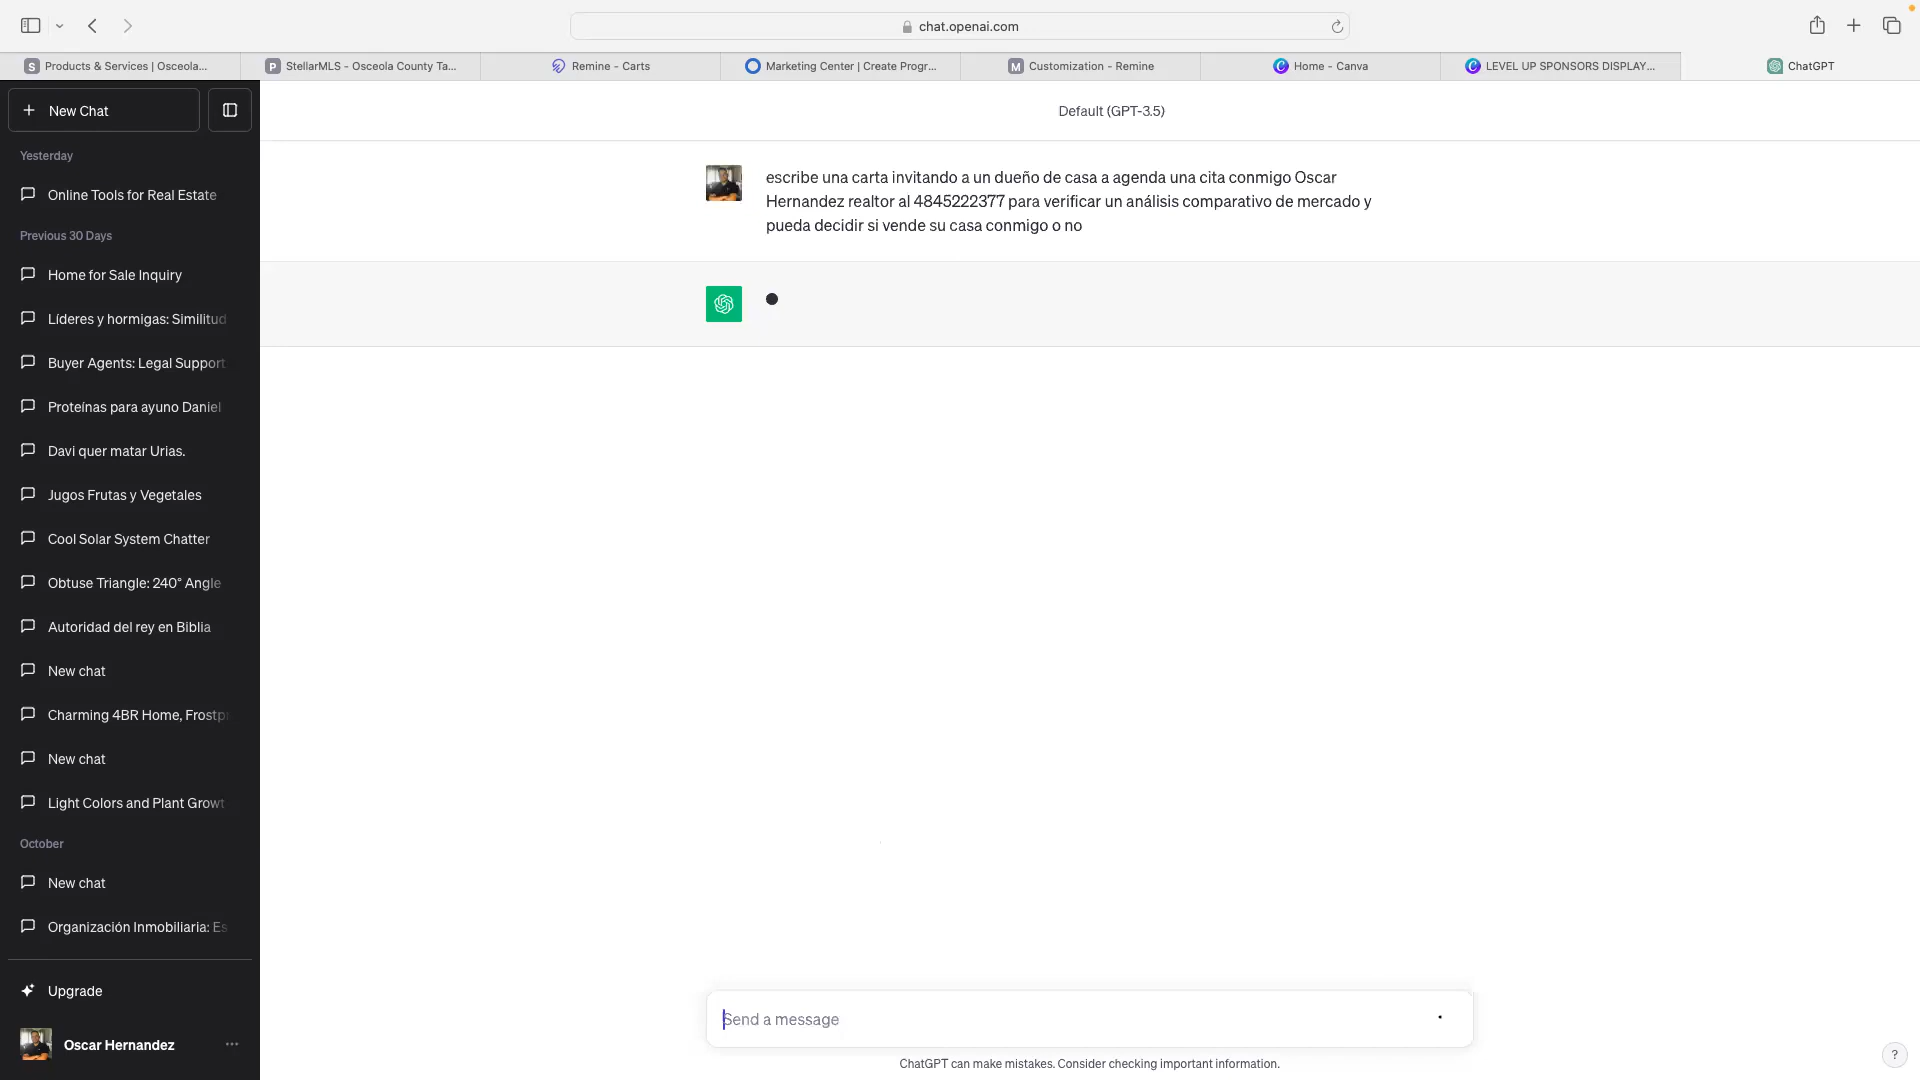 chat.openai.com
S Products & Services | Osceola...
P StellarMLS - Osceola County Ta...
Remine - Carts
Marketing Center | Create Progr...
M Customization - Remine
C Home - Canva
C LEVEL UP SPONSORS DISPLAY...
ChatGPT
New Chat
Yesterday
Online Tools for Real Estate
Previous 30 Days
Home for Sale Inquiry
Líderes y hormigas: Similitud
Buyer Agents: Legal Support
Proteínas para ayuno Daniel
Davi quer matar Urias.
Jugos Frutas y Vegetales
Cool Solar System Chatter
Obtuse Triangle: 240° Angle
Autoridad del rey en Biblia
New chat
Charming 4BR Home, Frostp
New chat
Light Colors and Plant Growt
October
New chat
Organización Inmobiliaria: Es
Upgrade
Oscar Hernandez
Default (GPT-3.5)
escribe una carta invitando a un dueño de casa a agenda una cita conmigo Oscar
Hernandez realtor al 4845222377 para verificar un análisis comparativo de mercado y
pueda decidir si vende su casa conmigo o no
Send a message
ChatGPT can make mistakes. Consider checking important information.
?